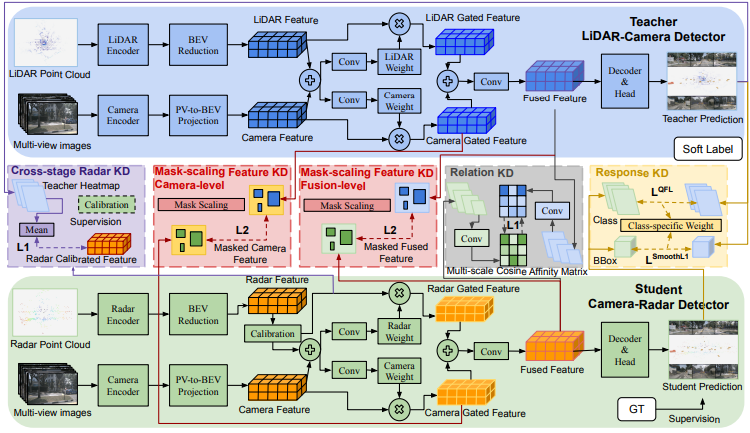 Teacher
LiDAR-Camera Detector
LiDAR Point Cloud
LiDAR
Encoder
BEV
Reduction
LiDAR Feature
Conv
LiDAR
Weight
LiDAR Gated Feature
Multi-view images
Camera
Encoder
PV-to-BEV
Projection
Camera Feature
Conv
Camera
Weight
Camera Gated Feature
Conv
Fused Feature
Decoder
&
Head
Teacher Prediction
Soft Label
Cross-stage Radar KD
Teacher Heatmap
Calibration
Supervision
Mean
L1
Radar Calibrated Feature
Mask-scaling Feature KD
Camera-level
Mask Scaling
L2
Masked Camera
Feature
Mask-scaling Feature KD
Fusion-level
Mask Scaling
L2
Masked Fused
Feature
Relation KD
Conv
L1
Conv
Multi-scale Cosine Affinity Matrix
Response KD
Class
L^QFL
Class-specific Weight
BBox
L^SmoothL1
Student
Camera-Radar Detector
Radar Point Cloud
Radar
Encoder
BEV
Reduction
Radar Feature
Calibration
Conv
Radar
Weight
Radar Gated Feature
Multi-view images
Camera
Encoder
PV-to-BEV
Projection
Camera Feature
Conv
Camera
Weight
Camera Gated Feature
Conv
Fused Feature
Decoder
&
Head
Student Prediction
GT
Supervision